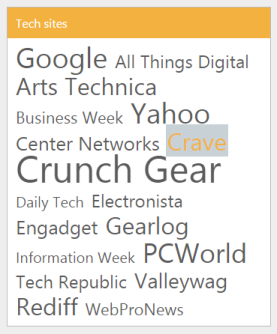 Tech sites
Google All Things Digital
Arts Technica
Business Week Yahoo
Center Networks Crave
Crunch Gear
Daily Tech Electronista
Engadget Gearlog
Information Week PCWorld
Tech Republic Valleywag
Rediff WebProNews